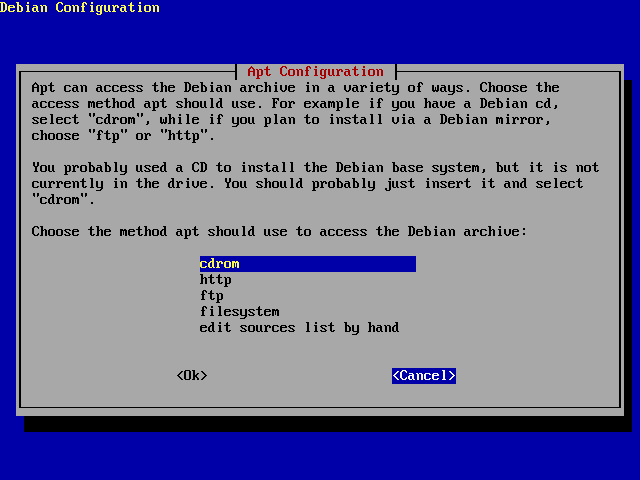 Debian Configuration
Apt Configuration
Apt can access the Debian archive in a variety of ways. Choose the
access method apt should use. For example if you have a Debian cd,
select "cdrom", while if you plan to install via a Debian mirror,
choose "ftp" or "http".
You probably used a CD to install the Debian base system, but it is not
currently in the drive. You should probably just insert it and select
"cdrom".
Choose the method apt should use to access the Debian archive:
cdrom
http
ftp
filesystem
edit sources list by hand
<Ok> <Cancel>